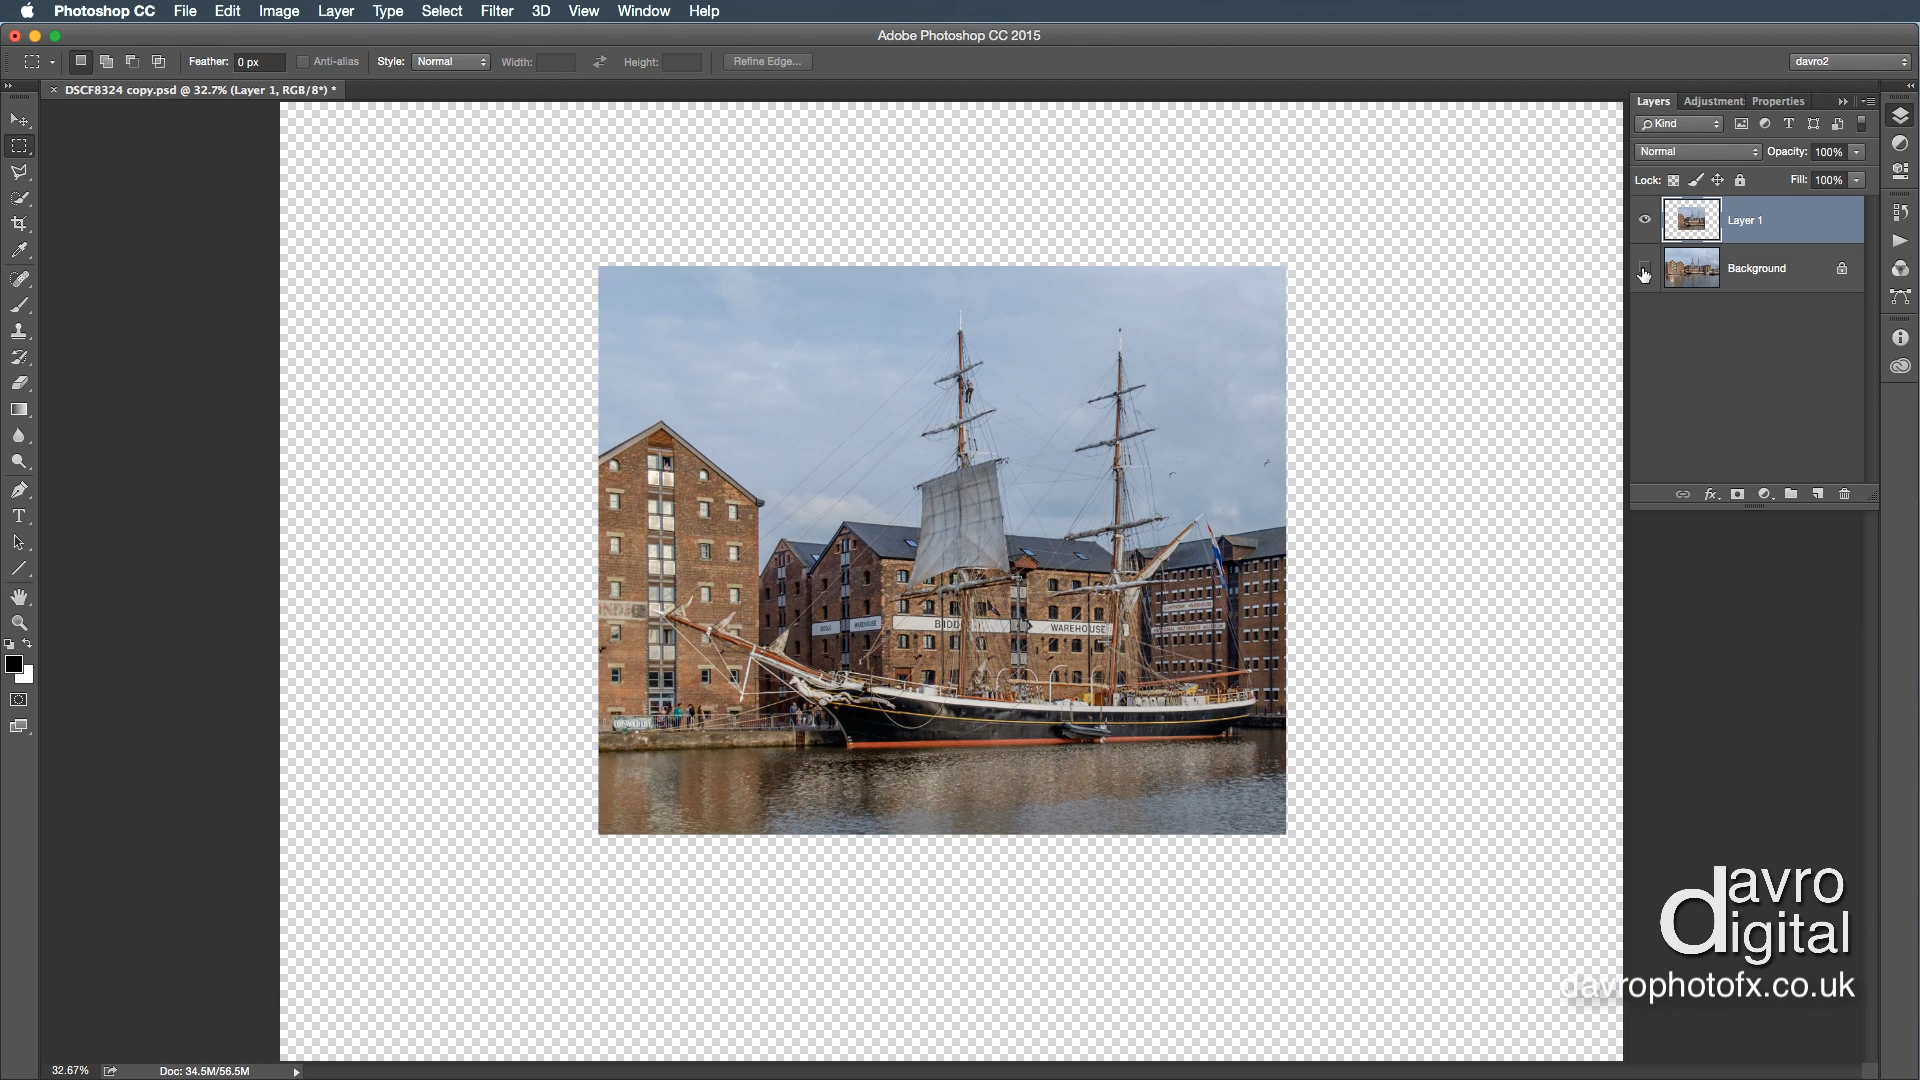 Photoshop CC File Edit Image Layer Type Select Filter 3D View Window Help
Adobe Photoshop CC 2015
Feather: 0 px Anti-alias Style: Normal Width: Height: Refine Edge... davro2
× DSCF8324 copy.psd @ 32.7% (Layer 1, RGB/8*) *
Layers Adjustment Properties
Kind
Normal Opacity: 100%
Lock: Fill: 100%
Layer 1
Background
BIDDLE WAREHOUSE BIDD WAREHOUSE
davro
digital
davrophotofx.co.uk
32.67% Doc: 34.5M/56.5M